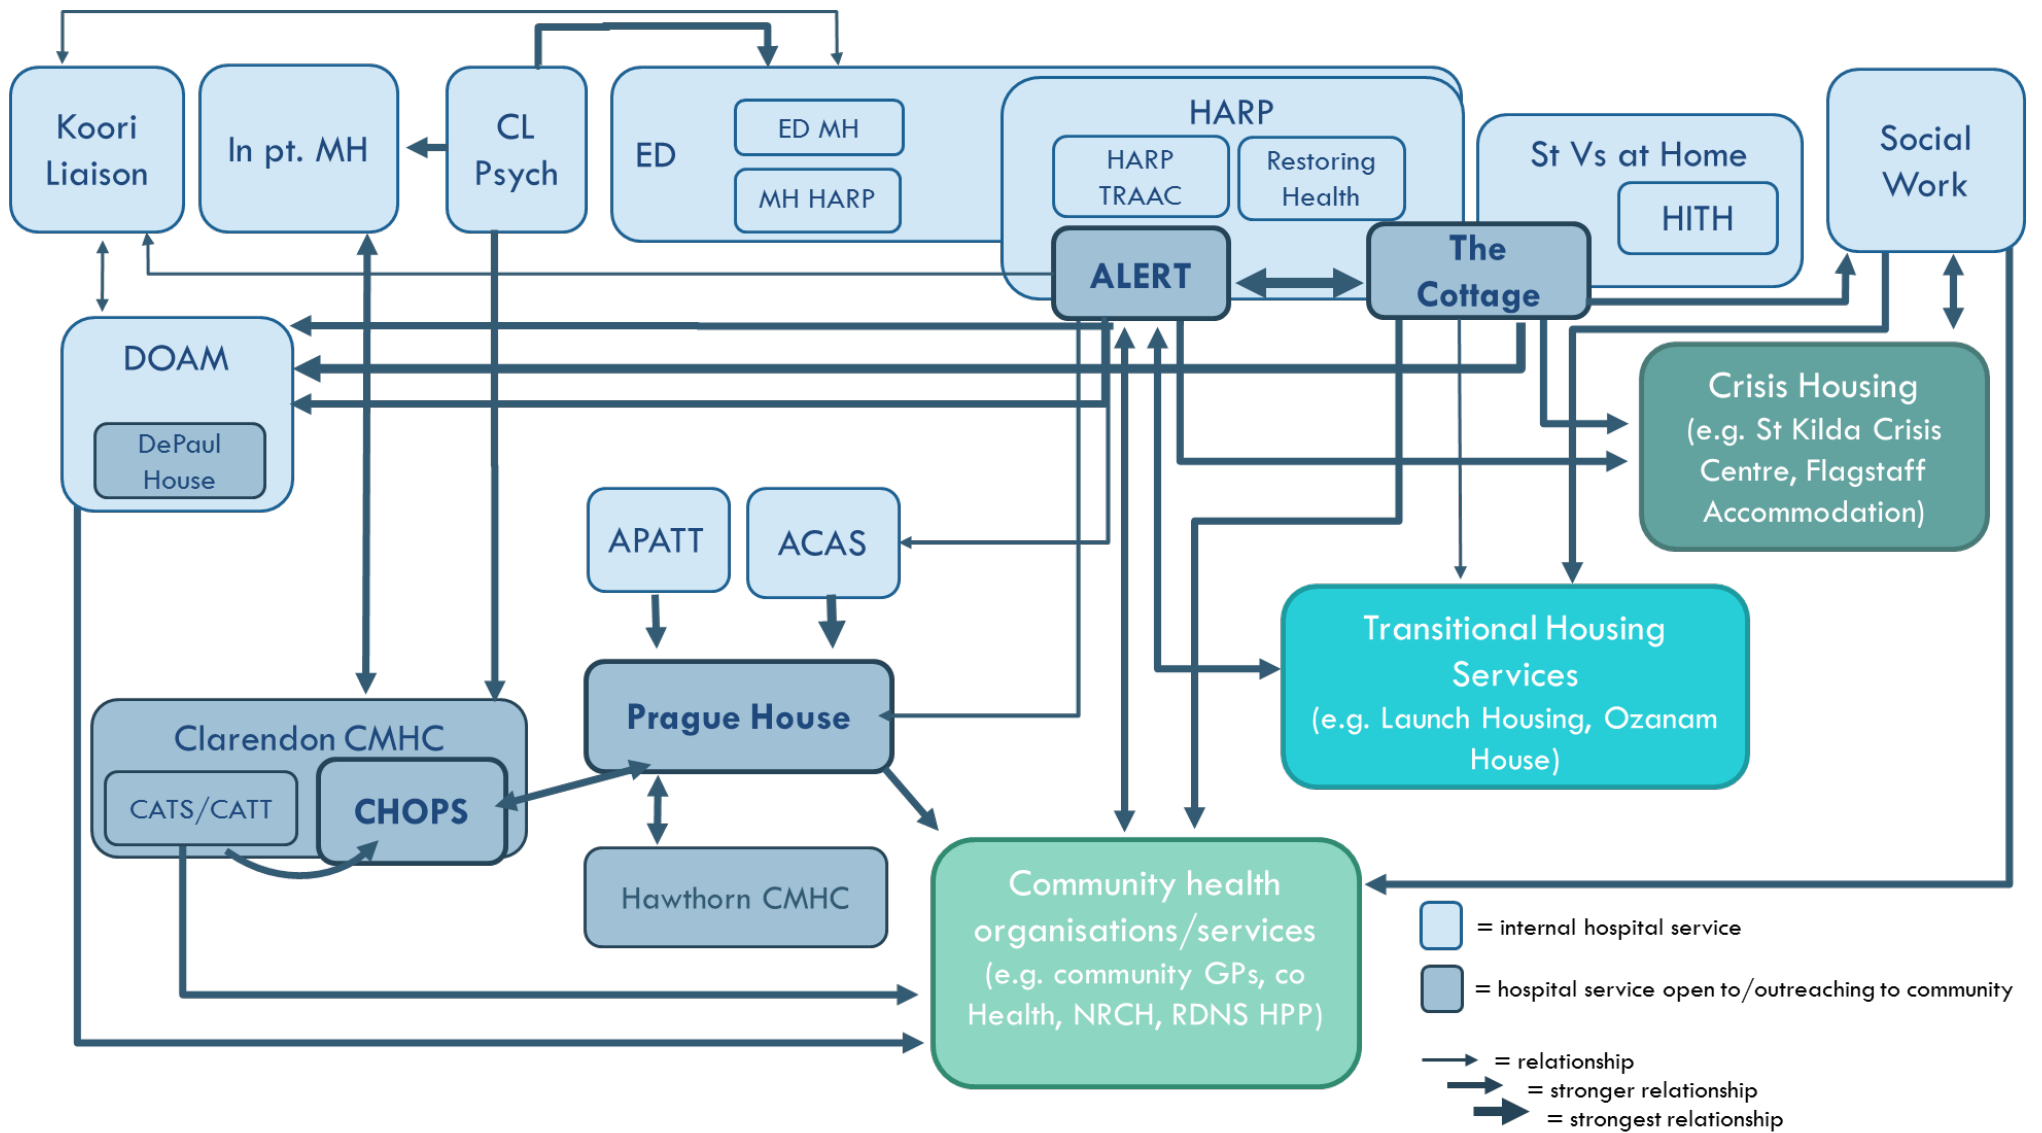 Koori
Liaison
In pt. MH
CL
Psych
ED
ED MH
MH HARP
HARP
HARP
TRAAC
Restoring
Health
ALERT
The
Cottage
St Vs at Home
HITH
Social
Work
DOAM
DePaul
House
Crisis Housing
(e.g. St Kilda Crisis
Centre, Flagstaff
Accommodation)
APATT
ACAS
Transitional Housing
Services
(e.g. Launch Housing, Ozanam
House)
Prague House
Clarendon CMHC
CATS/CATT
CHOPS
Hawthorn CMHC
Community health
organisations/services
(e.g. community GPs, co
Health, NRCH, RDNS HPP)
= internal hospital service
= hospital service open to/outreaching to community
= relationship
= stronger relationship
= strongest relationship